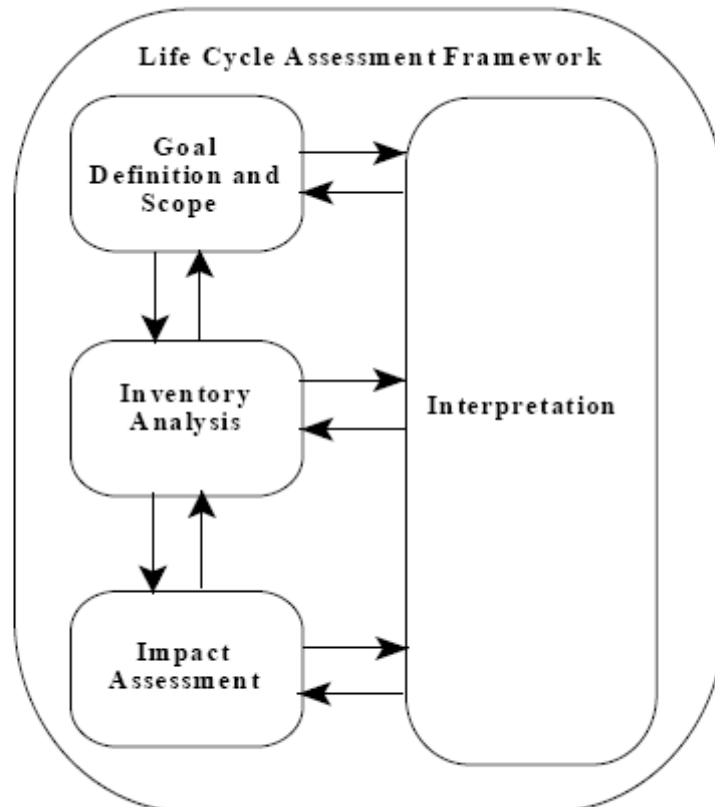 Life Cycle Assessment Framework
Goal
Definition and
Scope
Inventory
Analysis
Interpretation
Impact
Assessment